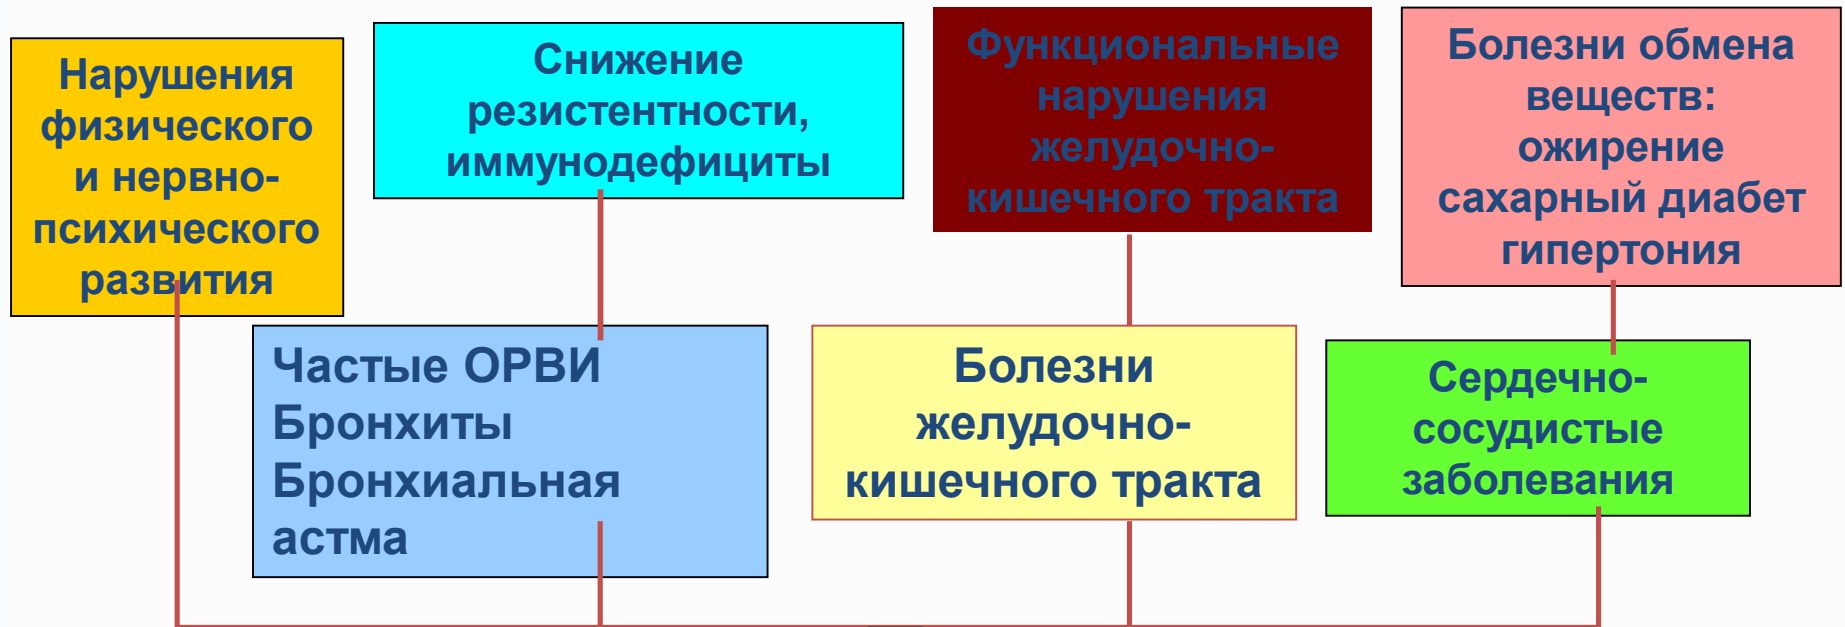 Нарушения
физического
и нервно-
психического
развития
Снижение
резистентности,
иммунодефициты
Функциональные
нарушения
желудочно-
кишечного тракта
Болезни обмена
веществ:
ожирение
сахарный диабет
гипертония
Частые ОРВИ
Бронхиты
Бронхиальная
астма
Болезни
желудочно-
кишечного тракта
Сердечно-
сосудистые
заболевания